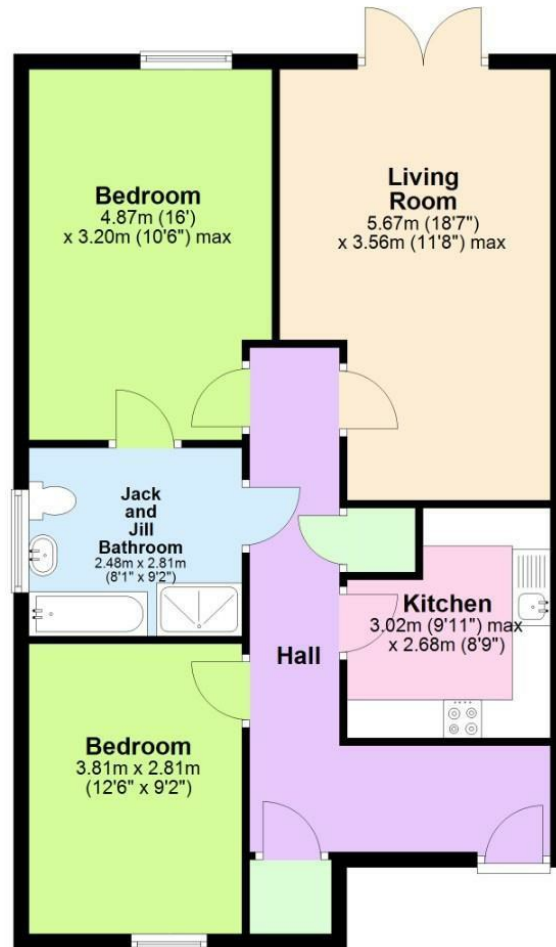 Bedroom
4.87m (16')
x 3.20m (10'6") max
Living
Room
5.67m (18'7")
x 3.56m (11'8") max
Jack
and
Jill
Bathroom
2.48m x 2.81m
(8'1" x 9'2")
Kitchen
3.02m (9'11") max
x 2.68m (8'9")
Hall
Bedroom
3.81m x 2.81m
(12'6" x 9'2")